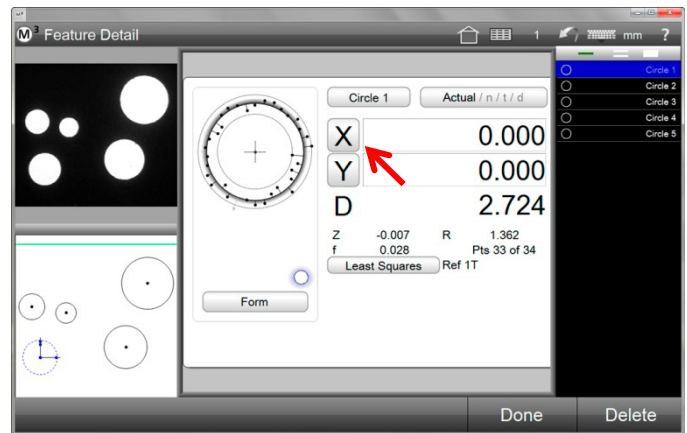 M³ Feature Detail
1
mm ?
Circle 1
Actual / n / t / d
X 0.000
Y 0.000
D 2.724
Z -0.007 R 1.362
f 0.028 Pts 33 of 34
Least Squares Ref 1T
Form
Circle 1
Circle 2
Circle 3
Circle 4
Circle 5
Done Delete